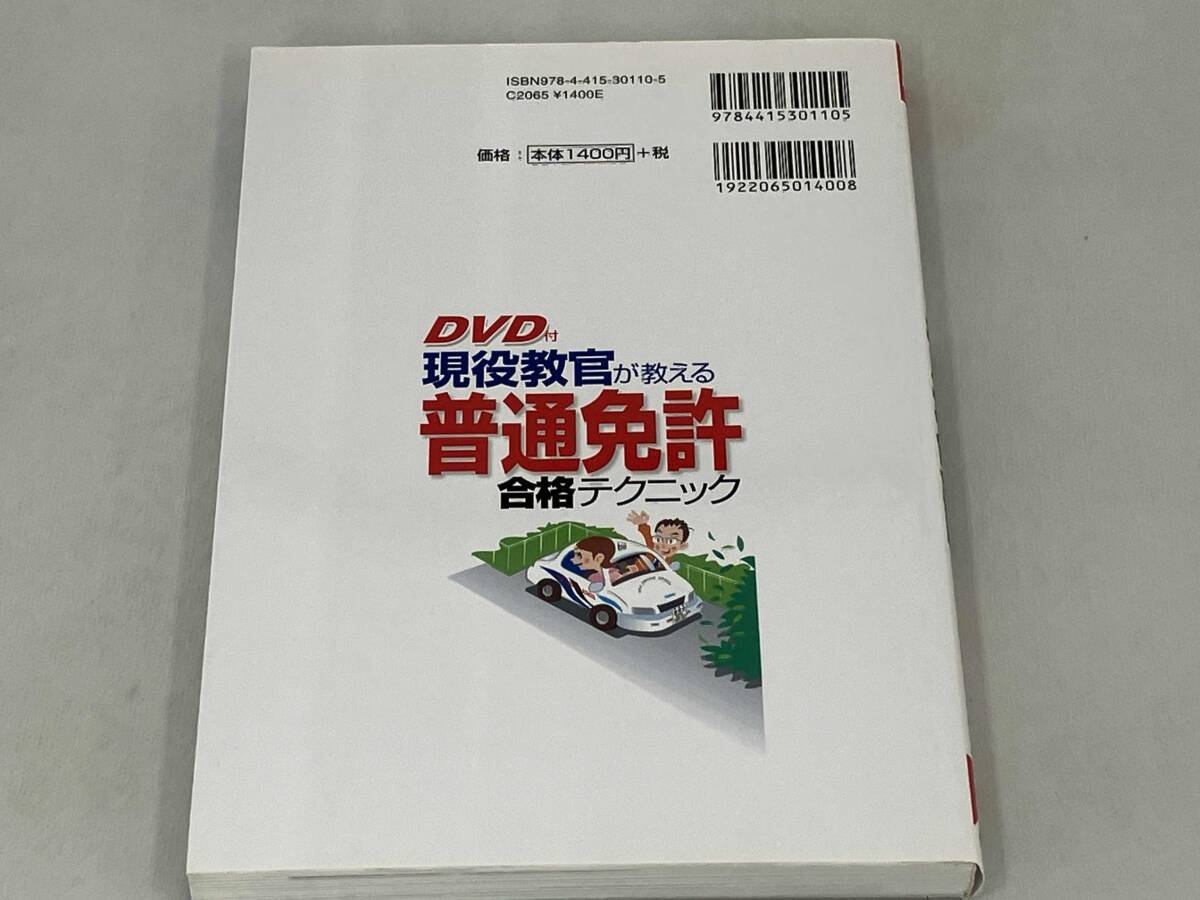 ISBN978-4-415-30110-5
C2065 ¥1400E
9784415301105
価格:本体1400円+税
1922065014008
DVD付
現役教官が教える
普通免許
合格テクニック